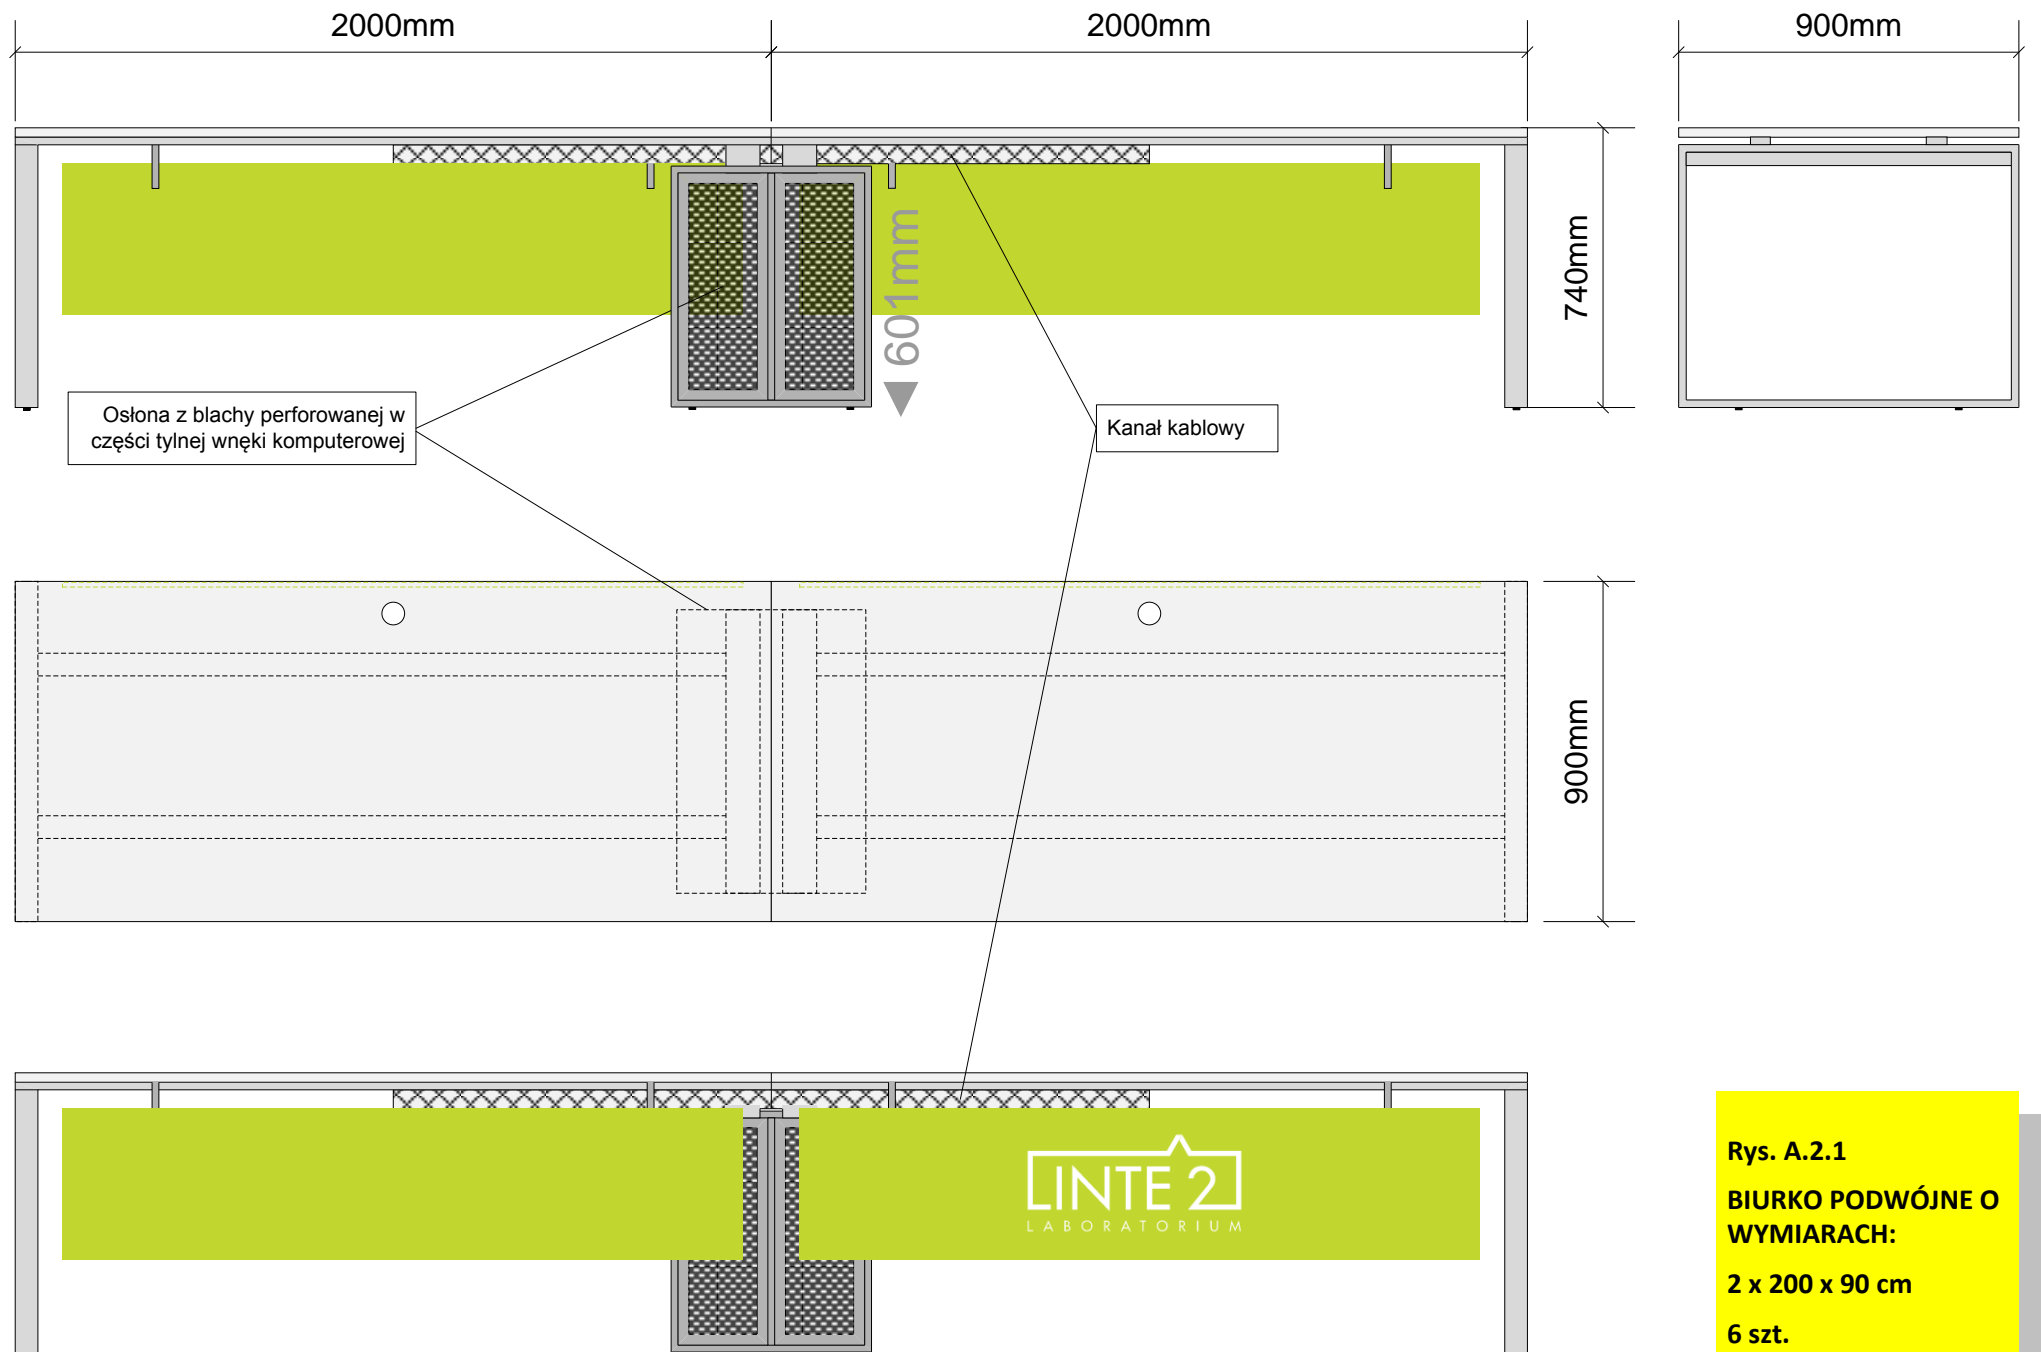 2000mm
2000mm
900mm
740mm
601mm
Osłona z blachy perforowanej w
części tylnej wnęki komputerowej
Kanał kablowy
900mm
LINTE 2
LABORATORIUM
Rys. A.2.1
BIURKO PODWÓJNE O
WYMIARACH:
2 x 200 x 90 cm
6 szt.